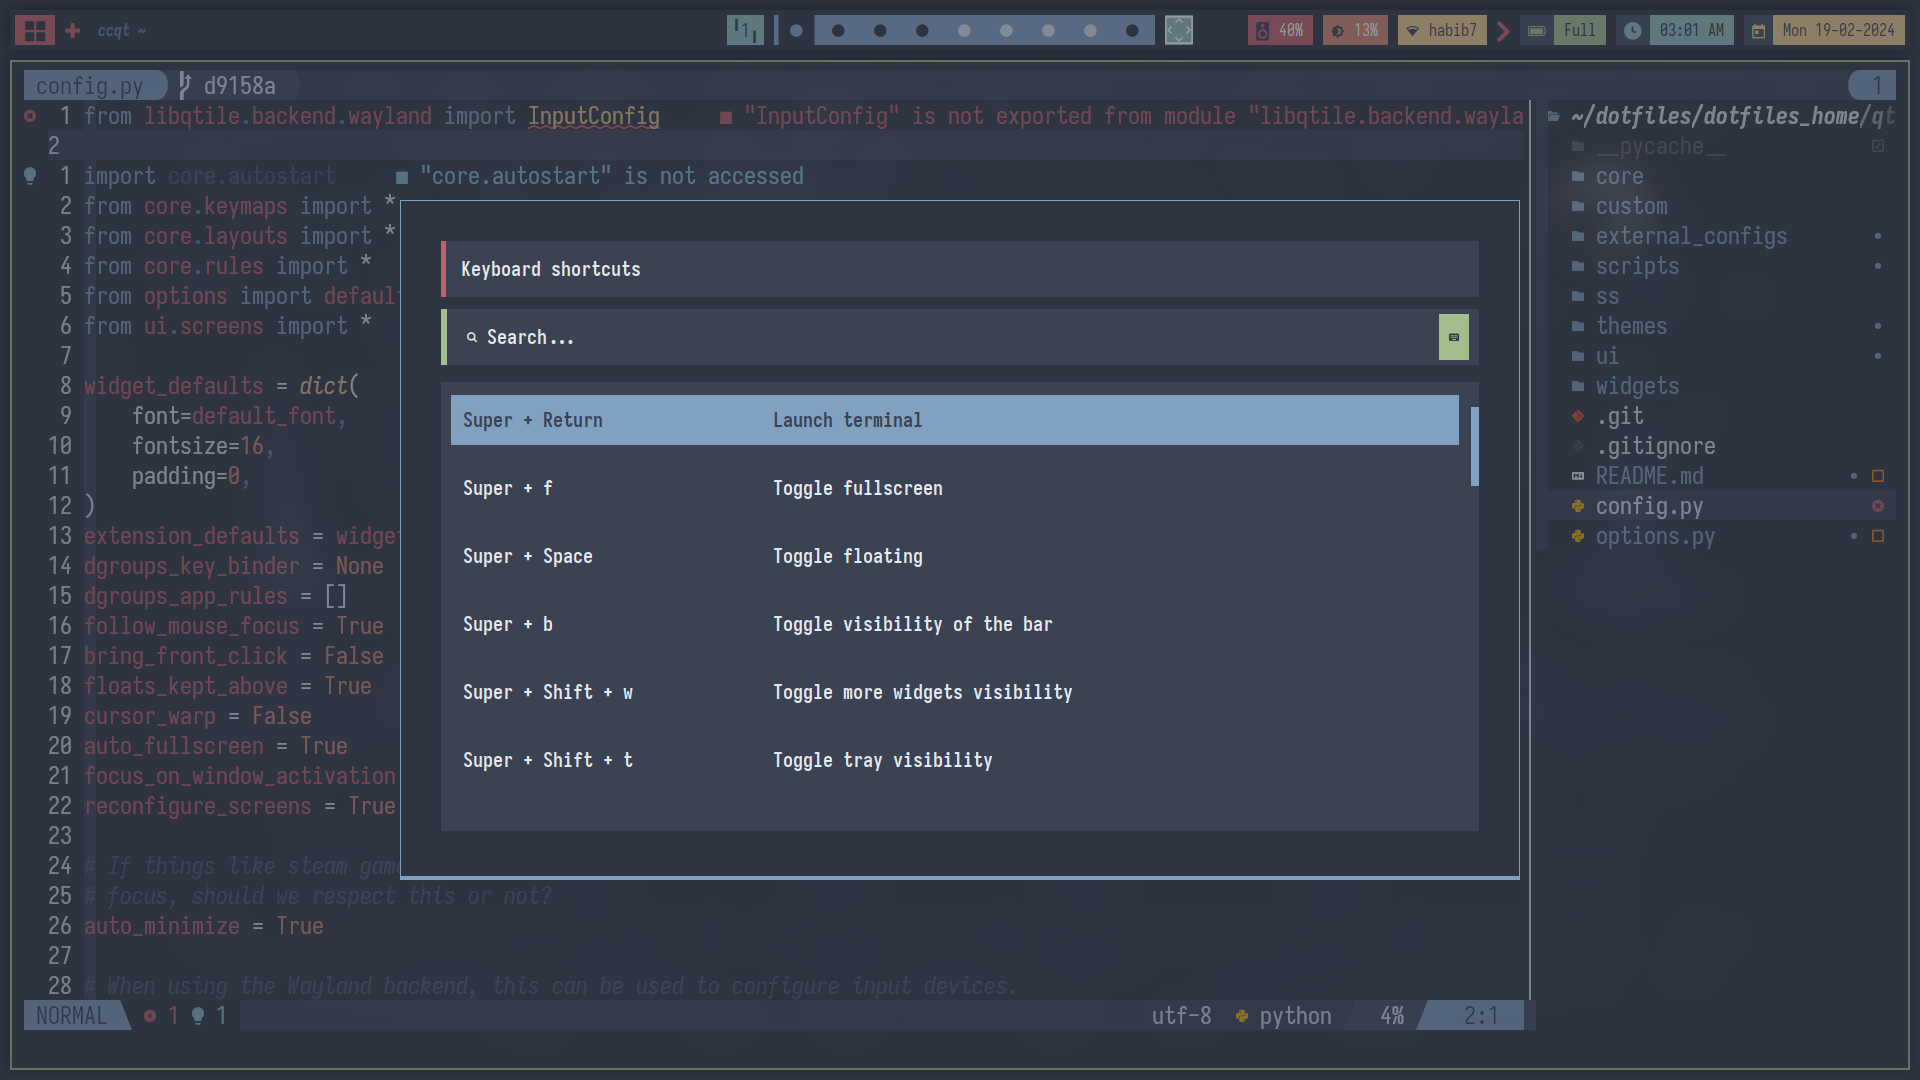 ccqt ~
1
40%
13%
habib7
Full
03:01 AM
Mon 19-02-2024
config.py
d9158a
1
1 from libqtile.backend.wayland import InputConfig ■ "InputConfig" is not exported from module "libqtile.backend.wayla
2
1 import core.autostart ■ "core.autostart" is not accessed
2 from core.keymaps import *
3 from core.layouts import *
4 from core.rules import *
5 from options import defaul
6 from ui.screens import *
7
8 widget_defaults = dict(
9 font=default_font,
10 fontsize=16,
11 padding=0,
12 )
13 extension_defaults = widge
14 dgroups_key_binder = None
15 dgroups_app_rules = []
16 follow_mouse_focus = True
17 bring_front_click = False
18 floats_kept_above = True
19 cursor_warp = False
20 auto_fullscreen = True
21 focus_on_window_activation
22 reconfigure_screens = True
23
24 # If things like steam gam
25 # focus, should we respect this or not?
26 auto_minimize = True
27
28 # When using the Wayland backend, this can be used to configure input devices.
NORMAL
1
1
utf-8
python
4%
2:1
Keyboard shortcuts
Search...
Super + Return Launch terminal
Super + f Toggle fullscreen
Super + Space Toggle floating
Super + b Toggle visibility of the bar
Super + Shift + w Toggle more widgets visibility
Super + Shift + t Toggle tray visibility
~/dotfiles/dotfiles_home/qt
__pycache__
core
custom
external_configs
scripts
ss
themes
ui
widgets
.git
.gitignore
README.md
config.py
options.py